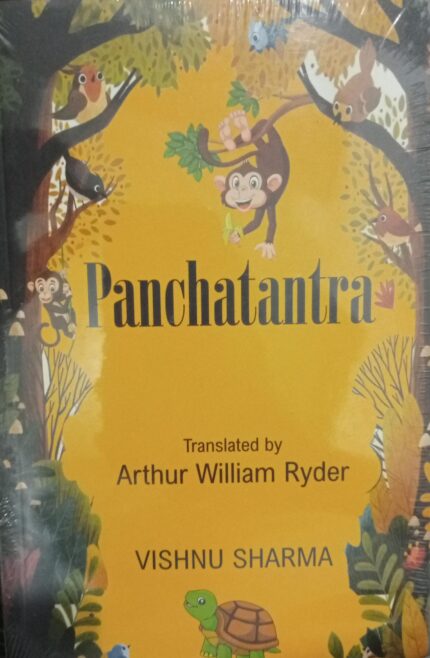 Panchatantra
Translated by
Arthur William Ryder
VISHNU SHARMA